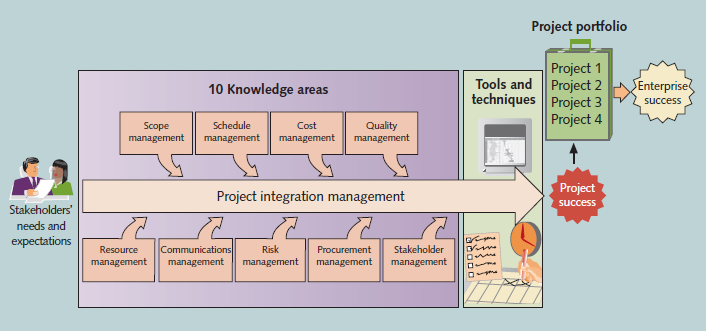 Project portfolio
10 Knowledge areas
Tools and
techniques
Project 1
Project 2
Project 3
Project 4
Enterprise
success
Scope
management
Schedule
management
Cost
management
Quality
management
Stakeholders'
needs and
expectations
Project integration management
Project
success
Resource
management
Communications
management
Risk
management
Procurement
management
Stakeholder
management